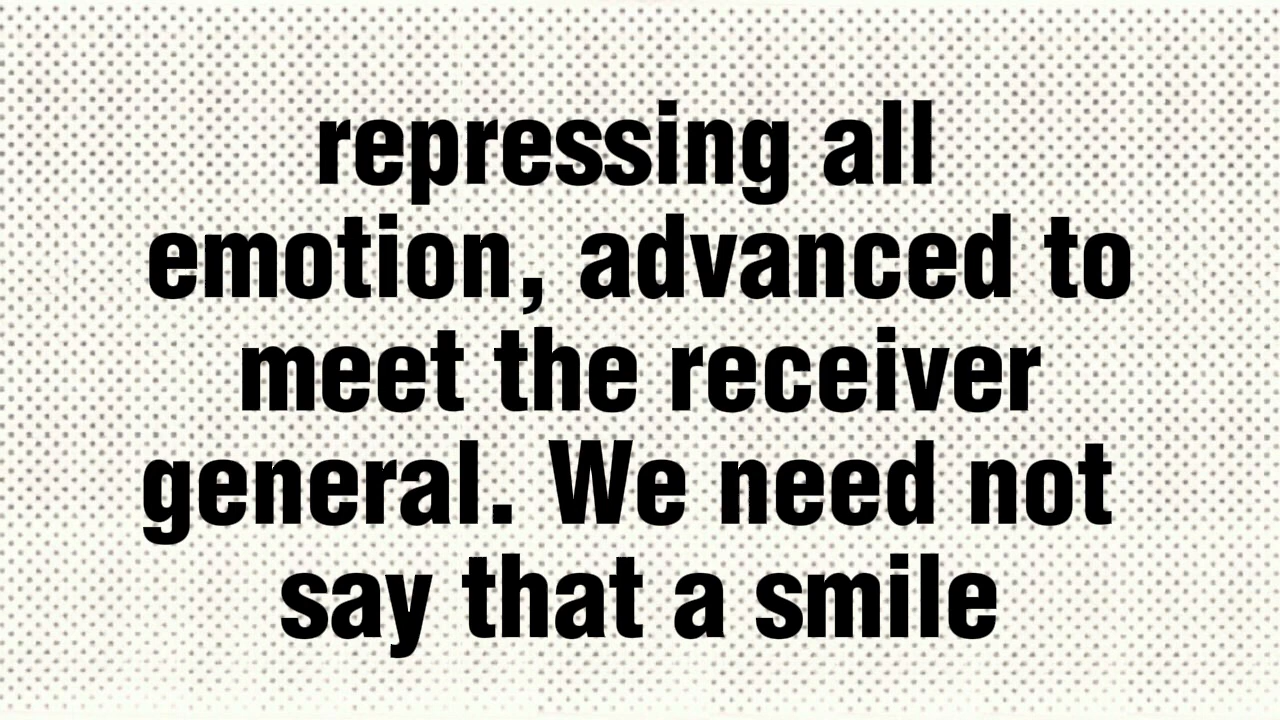 repressing all
emotion, advanced to
meet the receiver
general. We need not
say that a smile